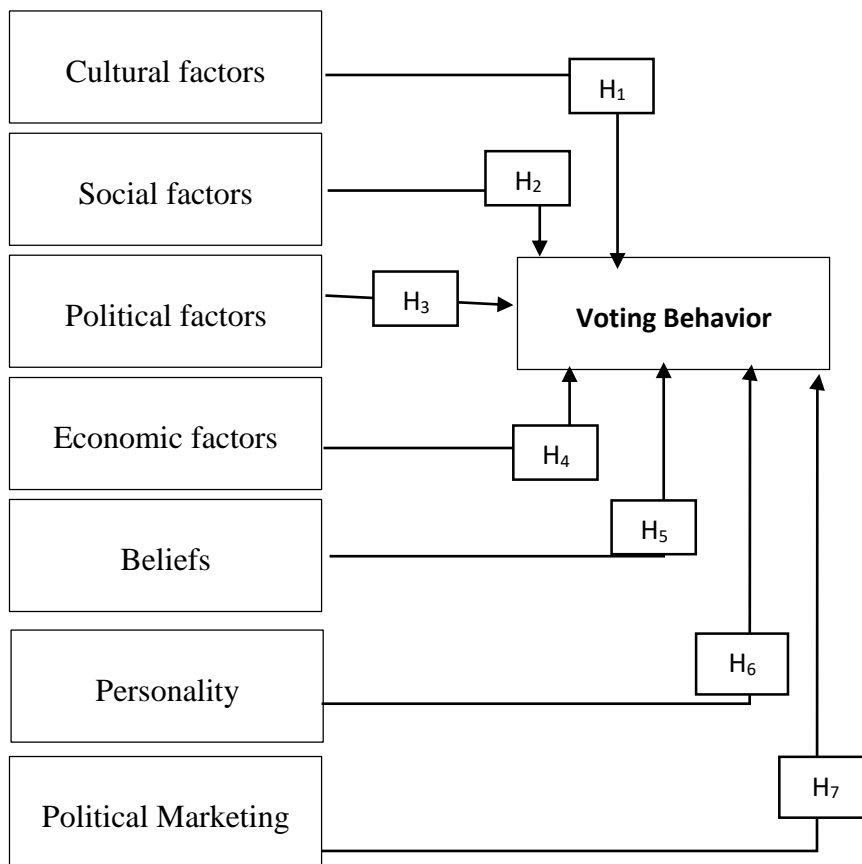 Cultural factors
H₁
Social factors
H₂
Political factors
H₃
Voting Behavior
Economic factors
H₄
Beliefs
H₅
Personality
H₆
Political Marketing
H₇